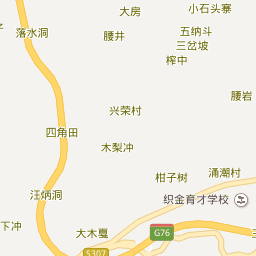 大房
小石头寨
落水洞
腰井
五纳斗
三岔坡
榨中
腰岩
兴荣村
四角田
木梨冲
柑子树
涌潮村
汪炳洞
织金育才学校
下冲
大木戛
G76
S307